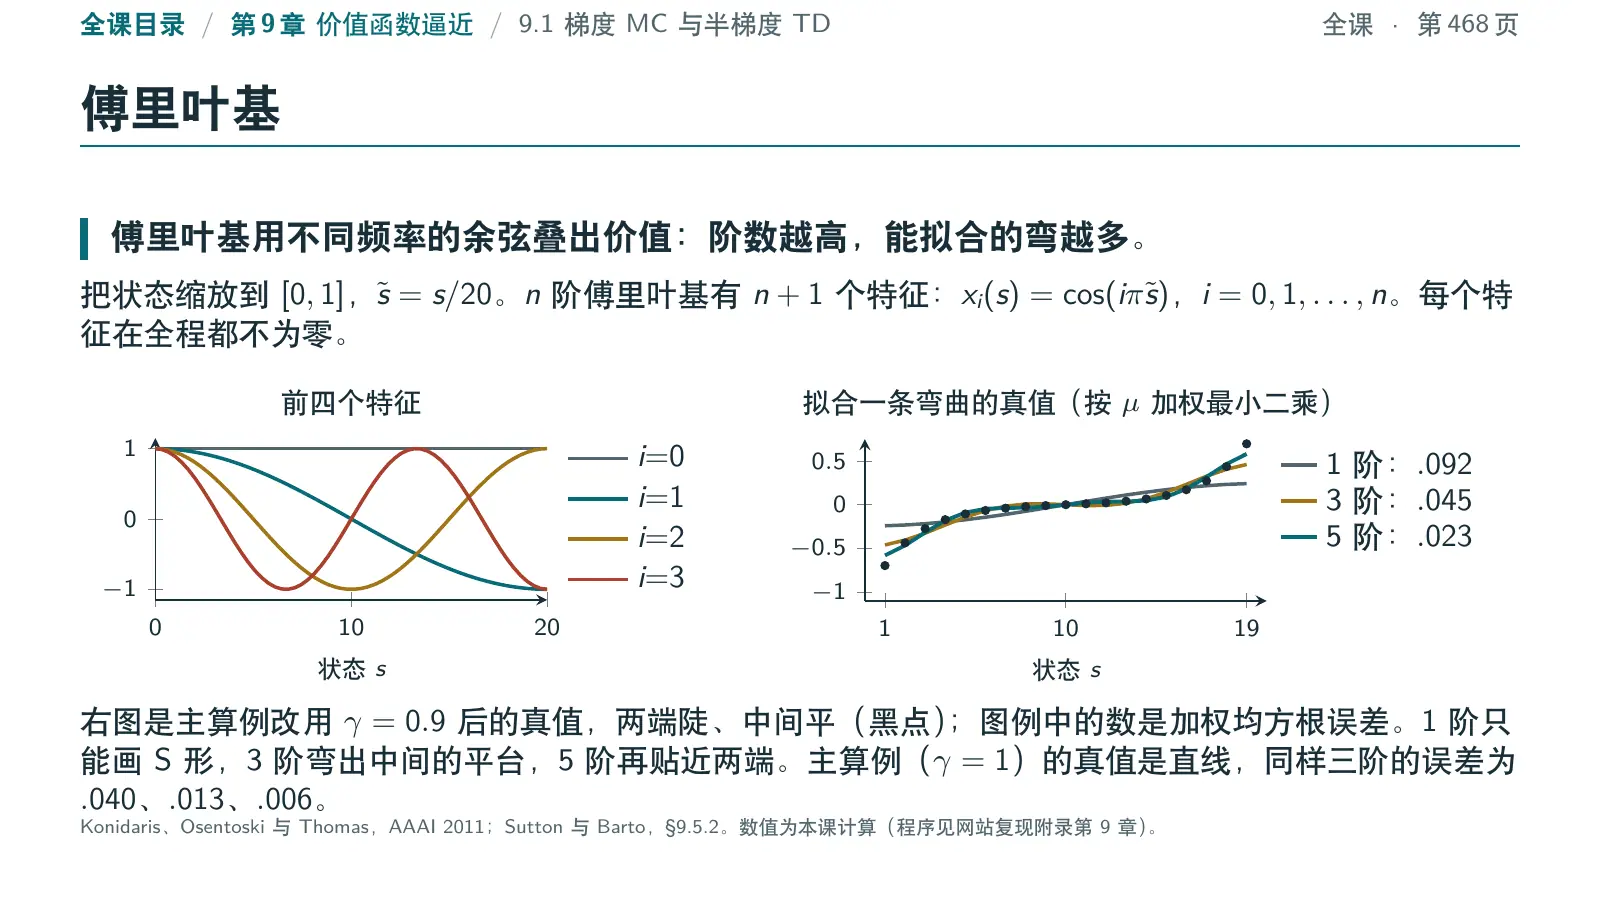 全课目录 / 第 9 章 价值函数逼近 / 9.1 梯度 MC 与半梯度 TD
全课 · 第 468 页
傅里叶基
傅里叶基用不同频率的余弦叠出价值：阶数越高，能拟合的弯越多。
把状态缩放到 [0, 1]，s̃ = s/20。n 阶傅里叶基有 n + 1 个特征：xᵢ(s) = cos(iπs̃)，i = 0, 1, . . . , n。每个特
征在全程都不为零。
前四个特征
1
0
−1
0
10
20
状态 s
i=0
i=1
i=2
i=3
拟合一条弯曲的真值（按 μ 加权最小二乘）
0.5
0
−0.5
−1
1
10
19
状态 s
1 阶：.092
3 阶：.045
5 阶：.023
右图是主算例改用 γ = 0.9 后的真值，两端陡、中间平（黑点）；图例中的数是加权均方根误差。1 阶只
能画 S 形，3 阶弯出中间的平台，5 阶再贴近两端。主算例（γ = 1）的真值是直线，同样三阶的误差为
.040、.013、.006。
Konidaris、Osentoski 与 Thomas，AAAI 2011；Sutton 与 Barto，§9.5.2。数值为本课计算（程序见网站复现附录第 9 章）。